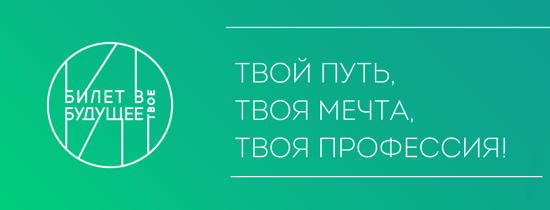 БИЛЕТ В
БУДУЩЕЕ
ТВОЕ
ТВОЙ ПУТЬ,
ТВОЯ МЕЧТА,
ТВОЯ ПРОФЕССИЯ!